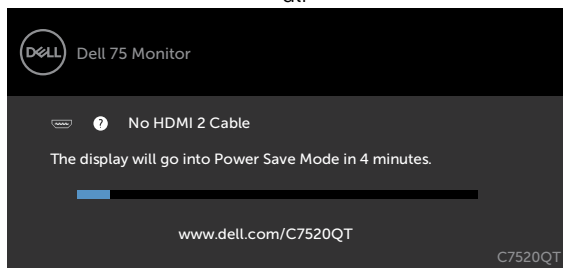 DELL
Dell 75 Monitor
? No HDMI 2 Cable
The display will go into Power Save Mode in 4 minutes.
www.dell.com/C7520QT
C7520QT